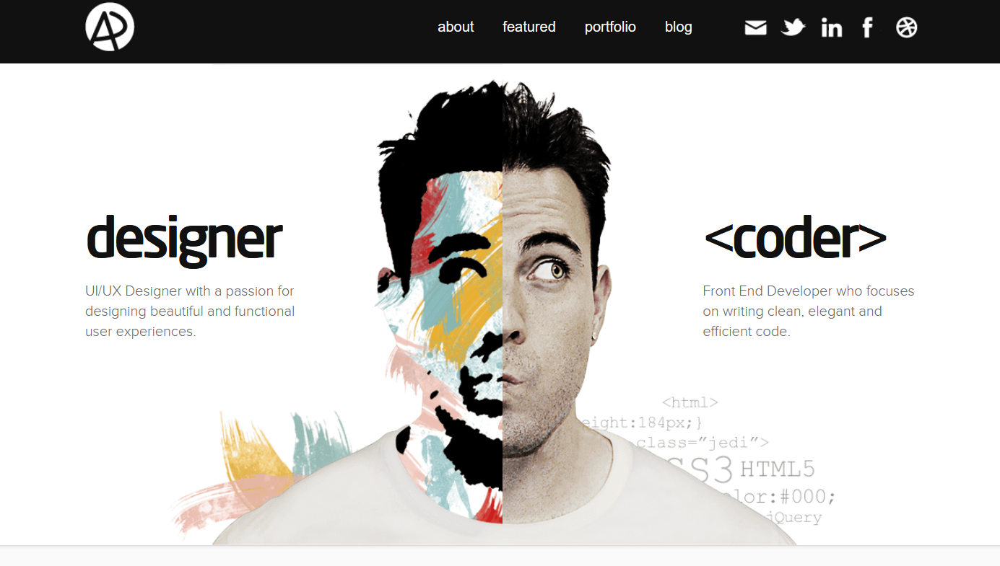 AD
about featured portfolio blog
designer
UI/UX Designer with a passion for
designing beautiful and functional
user experiences.
<coder>
Front End Developer who focuses
on writing clean, elegant and
efficient code.
<html>
eight:184px;}
class=”jedi”>
SS3 HTML5
olor:#000;
jQuery